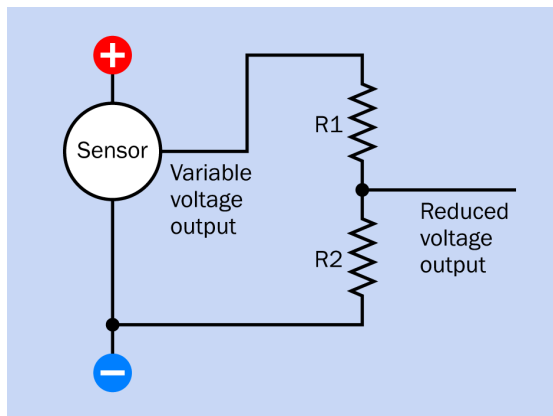 +
Sensor
Variable
voltage
output
R1
Reduced
voltage
output
R2
−